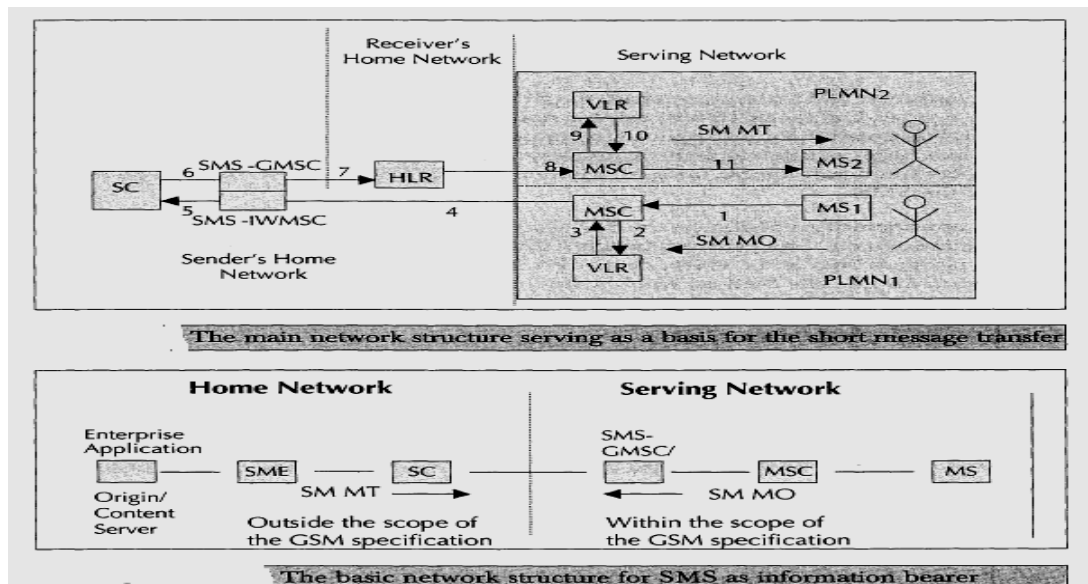 Receiver's
Home Network
Serving Network
VLR
PLMN2
9
10
SM MT
6
SMS -GMSC
7
8
MSC
11
MS2
SC
HLR
5
SMS -IWMSC
4
MSC
1
MS1
3
2
SM MO
Sender's Home
Network
VLR
PLMN1
The main network structure serving as a basis for the short message transfer
Home Network
Serving Network
Enterprise
Application
SMS-
GMSC/
SME
SC
MSC
MS
SM MT
SM MO
Origin/
Content
Server
Outside the scope of
the GSM specification
Within the scope of
the GSM specification
The basic network structure for SMS as information bearer